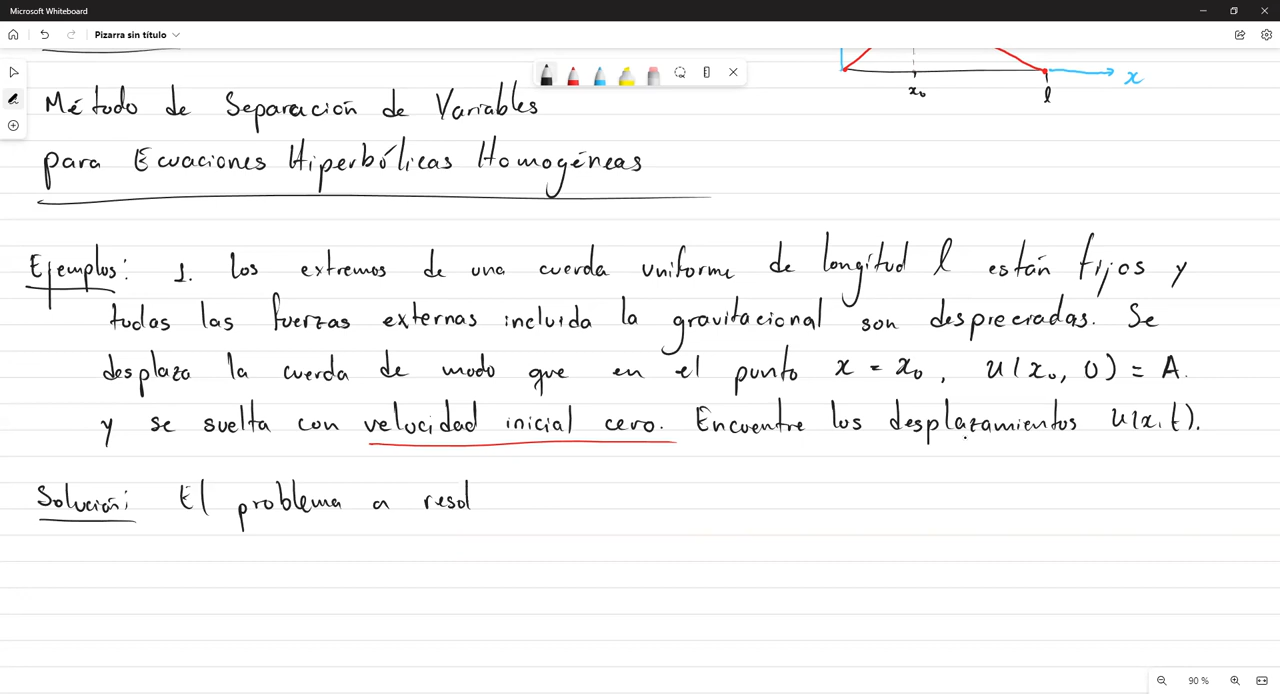 Microsoft Whiteboard
Pizarra sin título
x
x₀
l
Método de Separación de Variables
para Ecuaciones Hiperbólicas Homogéneas
Ejemplos: 1. Los extremos de una cuerda uniforme de longitud l están fijos y
todas las fuerzas externas incluida la gravitacional son despreciadas. Se
desplaza la cuerda de modo que en el punto x = x₀, u(x₀, 0) = A.
y se suelta con velocidad inicial cero. Encuentre los desplazamientos u(x,t).
Solución: El problema a resol
90 %